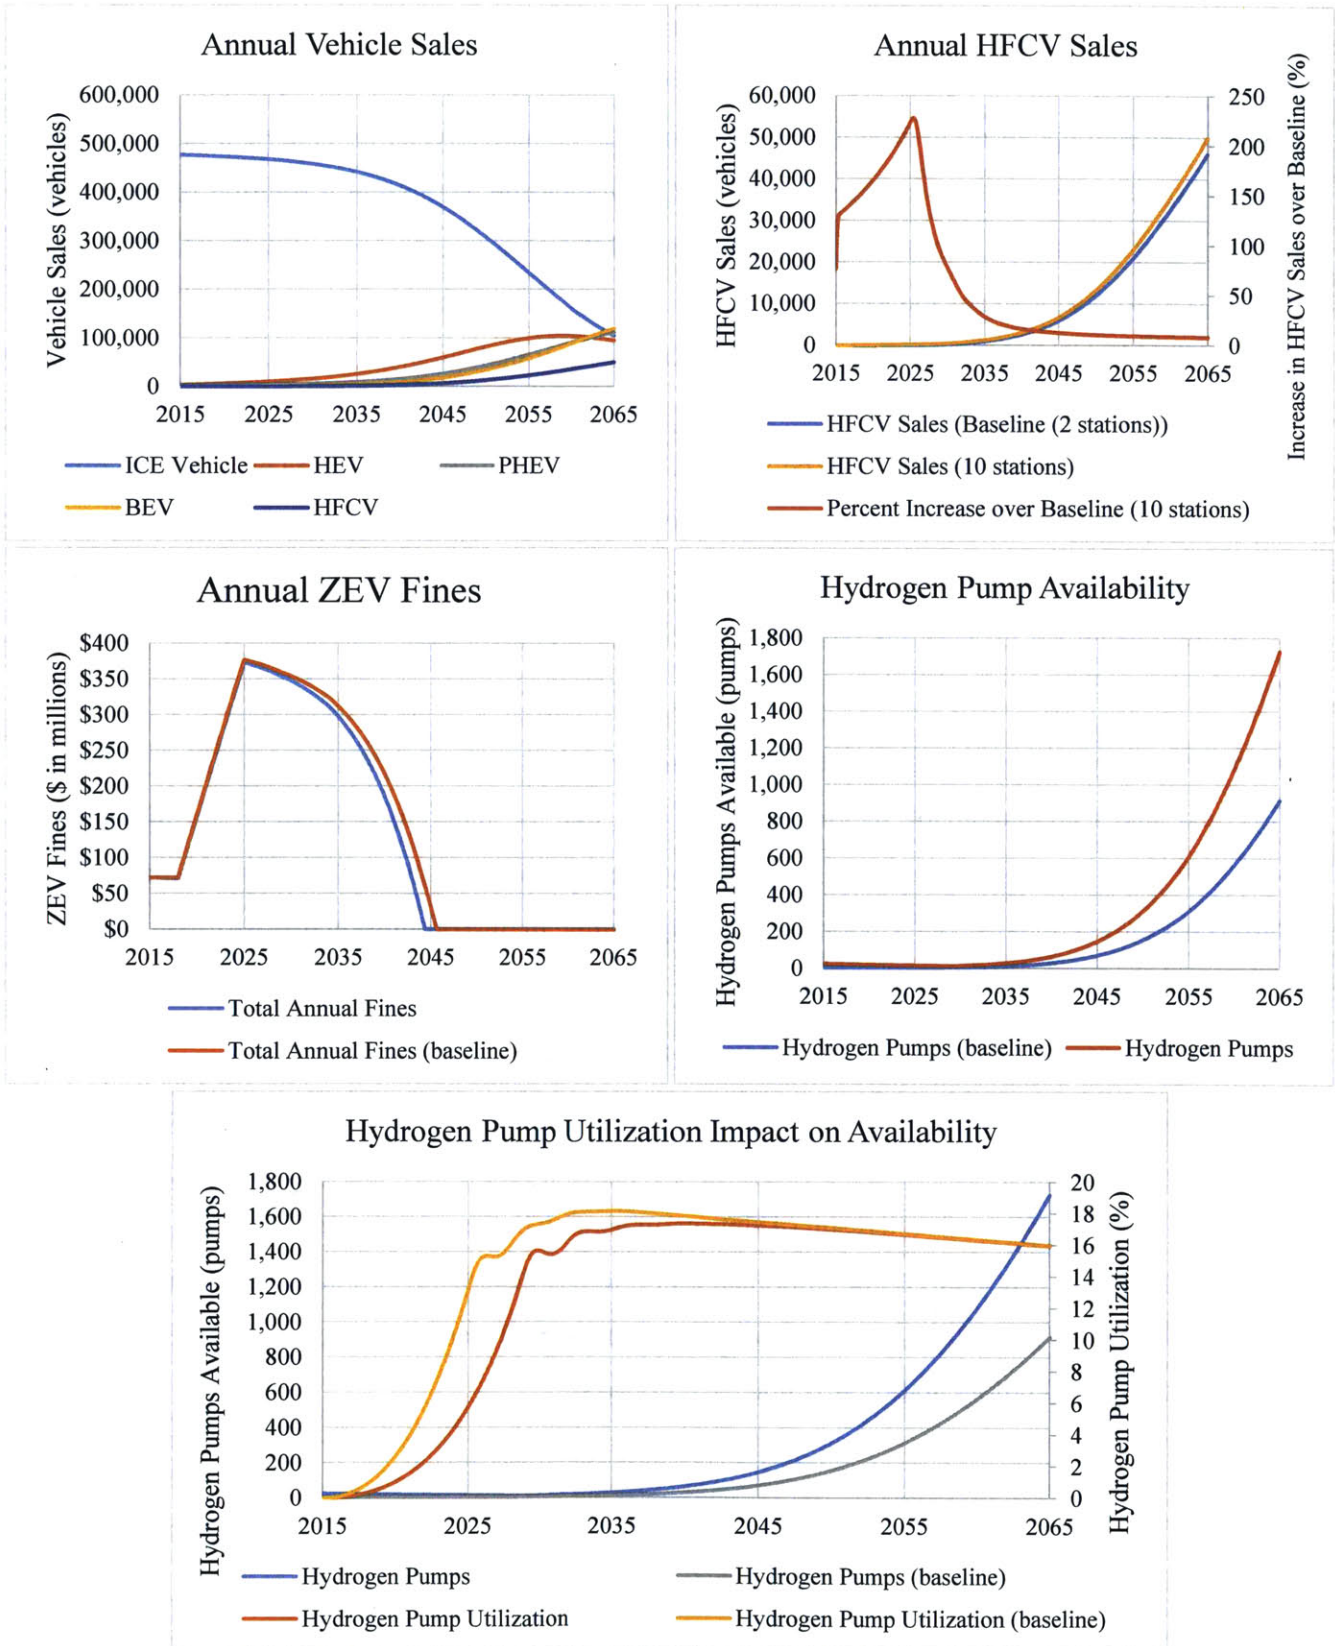 Annual Vehicle Sales
Vehicle Sales (vehicles)
600,000
500,000
400,000
300,000
200,000
100,000
0
2015 2025 2035 2045 2055 2065
ICE Vehicle HEV PHEV
BEV HFCV
Annual HFCV Sales
HFCV Sales (vehicles)
60,000
50,000
40,000
30,000
20,000
10,000
0
250
200
150
100
50
0
Increase in HFCV Sales over Baseline (%)
2015 2025 2035 2045 2055 2065
HFCV Sales (Baseline (2 stations))
HFCV Sales (10 stations)
Percent Increase over Baseline (10 stations)
Annual ZEV Fines
ZEV Fines ($ in millions)
$400
$350
$300
$250
$200
$150
$100
$50
$0
2015 2025 2035 2045 2055 2065
Total Annual Fines
Total Annual Fines (baseline)
Hydrogen Pump Availability
Hydrogen Pumps Available (pumps)
1,800
1,600
1,400
1,200
1,000
800
600
400
200
0
2015 2025 2035 2045 2055 2065
Hydrogen Pumps (baseline) Hydrogen Pumps
Hydrogen Pump Utilization Impact on Availability
Hydrogen Pumps Available (pumps)
1,800
1,600
1,400
1,200
1,000
800
600
400
200
0
20
18
16
14
12
10
8
6
4
2
0
Hydrogen Pump Utilization (%)
2015 2025 2035 2045 2055 2065
Hydrogen Pumps Hydrogen Pumps (baseline)
Hydrogen Pump Utilization Hydrogen Pump Utilization (baseline)